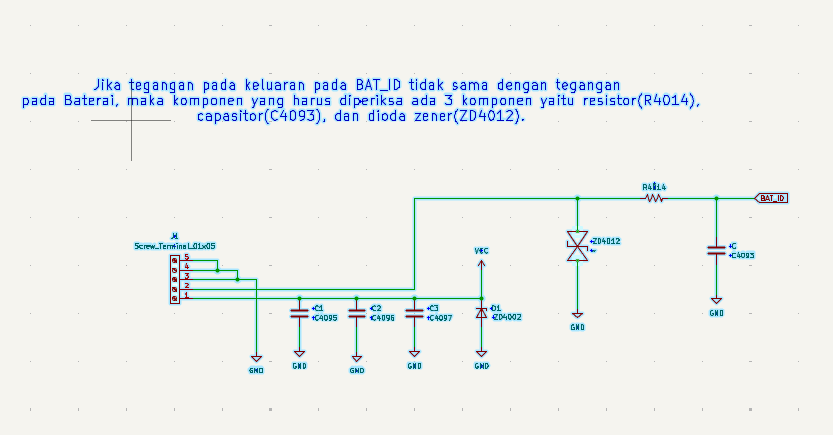 Jika tegangan pada keluaran pada BAT_ID tidak sama dengan tegangan
pada Baterai, maka komponen yang harus diperiksa ada 3 komponen yaitu resistor(R4014),
capasitor(C4093), dan dioda zener(ZD4012).
R4014
BAT_ID
J4
Screw_Terminal_01x05
5
4
3
2
1
VCC
ZD4012
C
C4093
C1
C4095
C2
C4096
C3
C4097
D1
ZD4002
GND
GND
GND
GND
GND
GND
GND